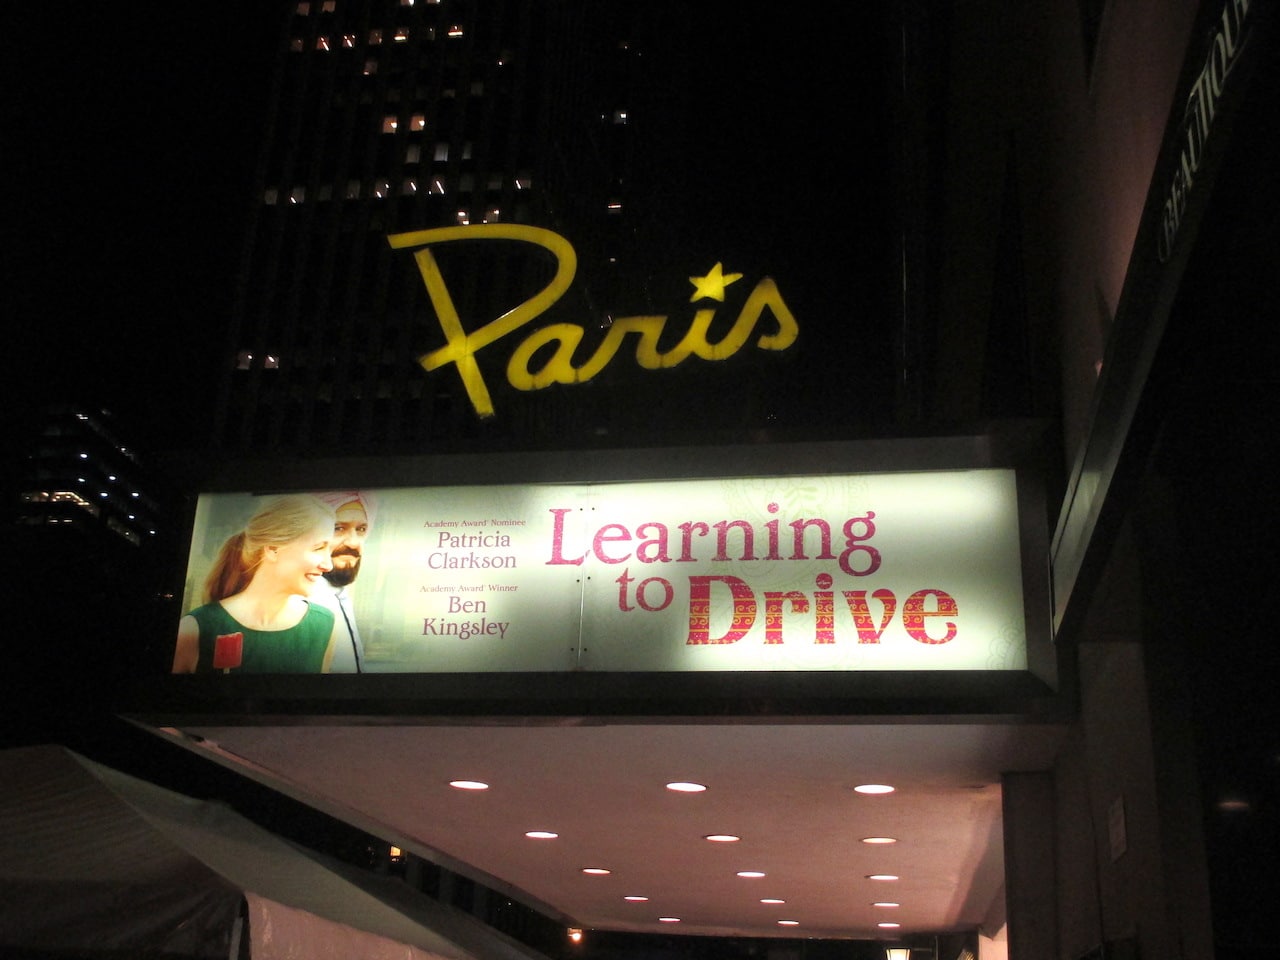 Paris
Academy Award Nominee
Patricia
Clarkson
Academy Award Winner
Ben
Kingsley
Learning
to Drive